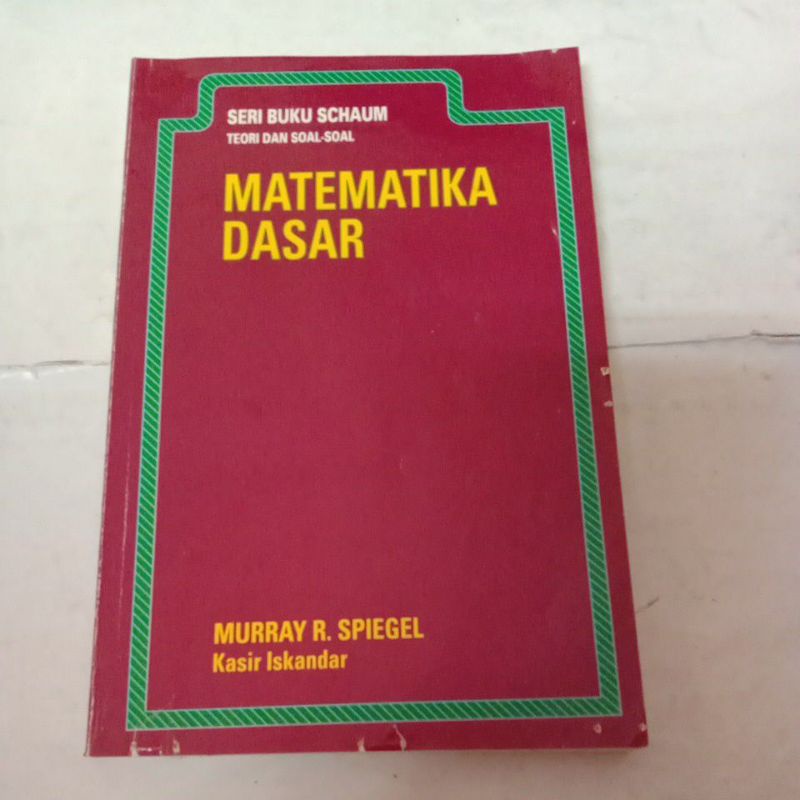 SERI BUKU SCHAUM
TEORI DAN SOAL-SOAL
MATEMATIKA
DASAR
MURRAY R. SPIEGEL
Kasir Iskandar